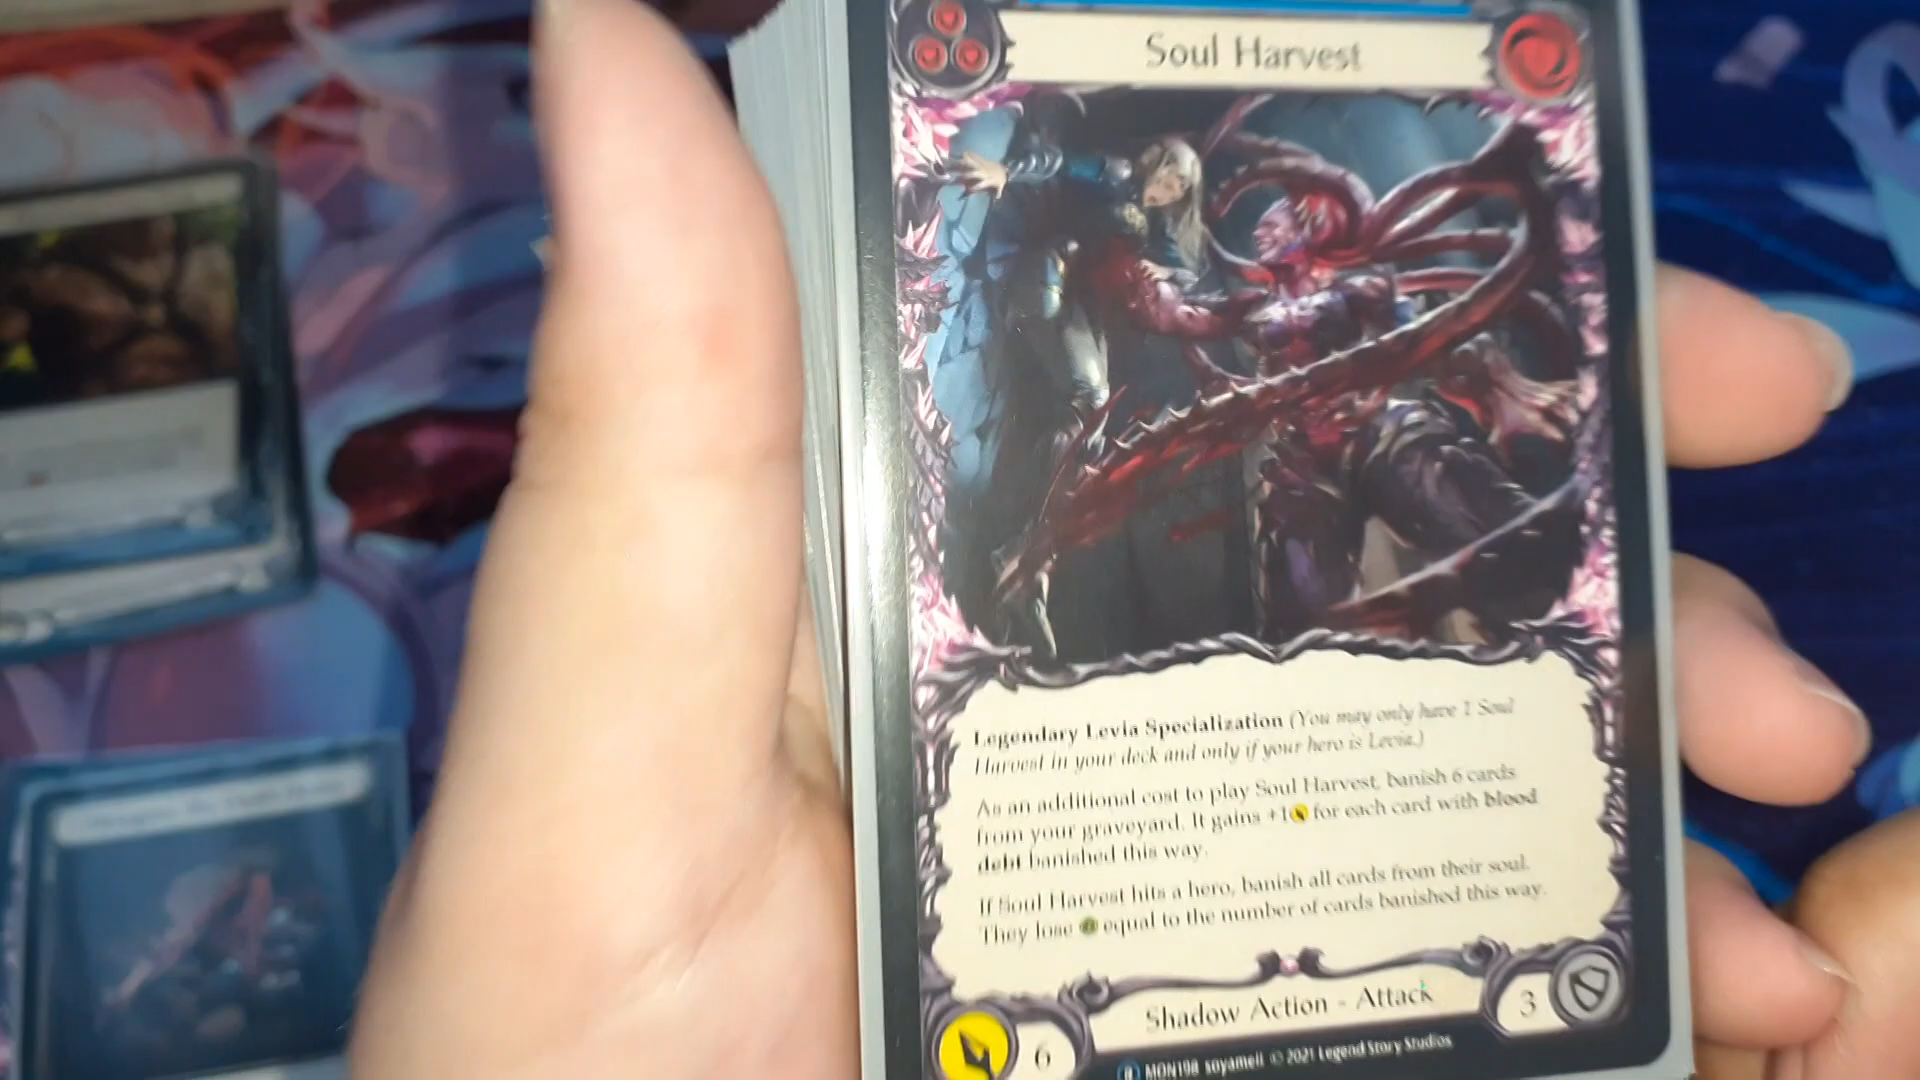 Soul Harvest
Legendary Levia Specialization (You may only have 1 Soul
Harvest in your deck and only if your hero is Levia.)
As an additional cost to play Soul Harvest, banish 6 cards
from your graveyard. It gains +1 for each card with blood
debt banished this way.
If Soul Harvest hits a hero, banish all cards from their soul.
They lose equal to the number of cards banished this way.
Shadow Action - Attack
6
3
R MON198 soyameii © 2021 Legend Story Studios